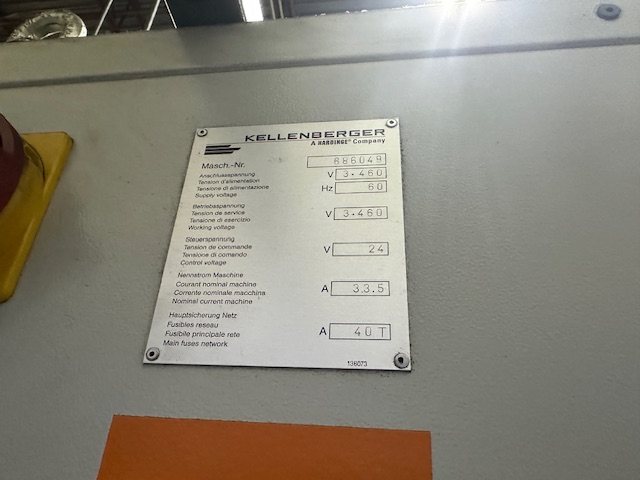 KELLENBERGER
A HARDINGE® Company
Masch.-Nr. 686049
Anschlussspannung V 3·460
Tension d'alimentation
Tensione di alimentazione Hz 60
Supply voltage
Betriebsspannung
Tension de service V 3·460
Tensione di esercizio
Working voltage
Steuerspannung
Tension de commande V 24
Tensione di comando
Control voltage
Nennstrom Maschine
Courant nominal machine
Corrente nominale macchina A 33.5
Nominal current machine
Hauptsicherung Netz
Fusibles reseau
Fusibile principale rete A 40 T
Main fuses network
136073